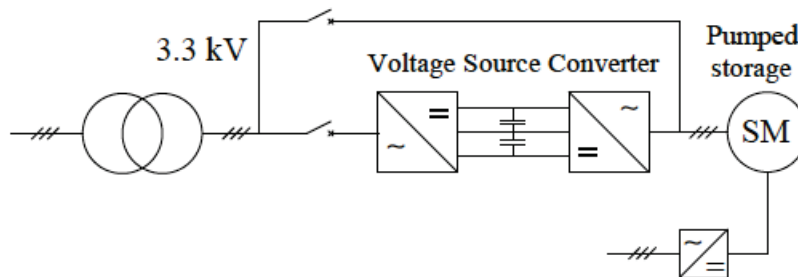 3.3 kV
Voltage Source Converter
Pumped
storage
=
~
~
=
SM
~
=